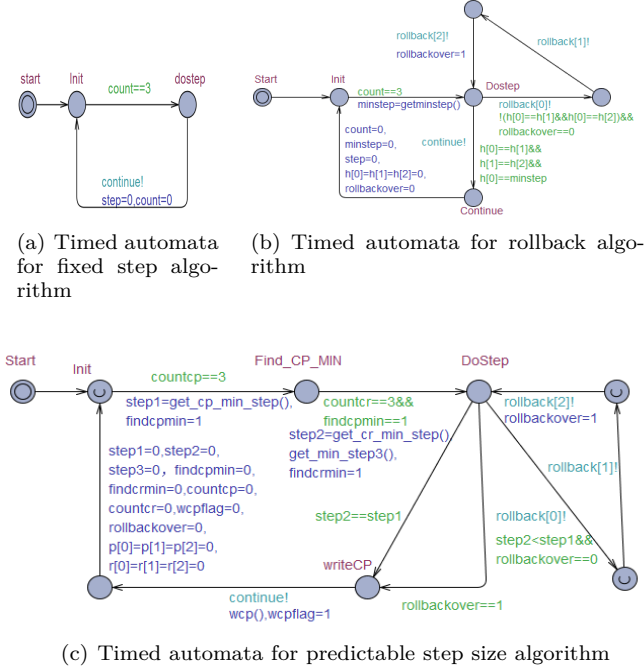 start
Init
count==3
dostep
continue!
step=0,count=0
(a) Timed automata
for fixed step algo-
rithm
rollback[2]!
rollbackover=1
rollback[1]!
Start
Init
count==3
minstep=getminstep()
Dostep
rollback[0]!
!(h[0]==h[1]&&h[0]==h[2])&&
rollbackover==0
count=0,
minstep=0,
step=0,
h[0]=h[1]=h[2]=0,
rollbackover=0
continue!
h[0]==h[1]&&
h[1]==h[2]&&
h[0]==minstep
Continue
(b) Timed automata for rollback algo-
rithm
Start
Init
countcp==3
step1=get_cp_min_step(),
findcpmin=1
Find_CP_MIN
countcr==3&&
findcpmin==1
step2=get_cr_min_step(),
get_min_step3(),
findcrmin=1
DoStep
rollback[2]!
rollbackover=1
rollback[1]!
step1=0,step2=0,
step3=0, findcpmin=0,
findcrmin=0,countcp=0,
countcr=0,wcpflag=0,
rollbackover=0,
p[0]=p[1]=p[2]=0,
r[0]=r[1]=r[2]=0
step2==step1
rollback[0]!
step2<step1&&
rollbackover==0
writeCP
continue!
wcp(),wcpflag=1
rollbackover==1
(c) Timed automata for predictable step size algorithm